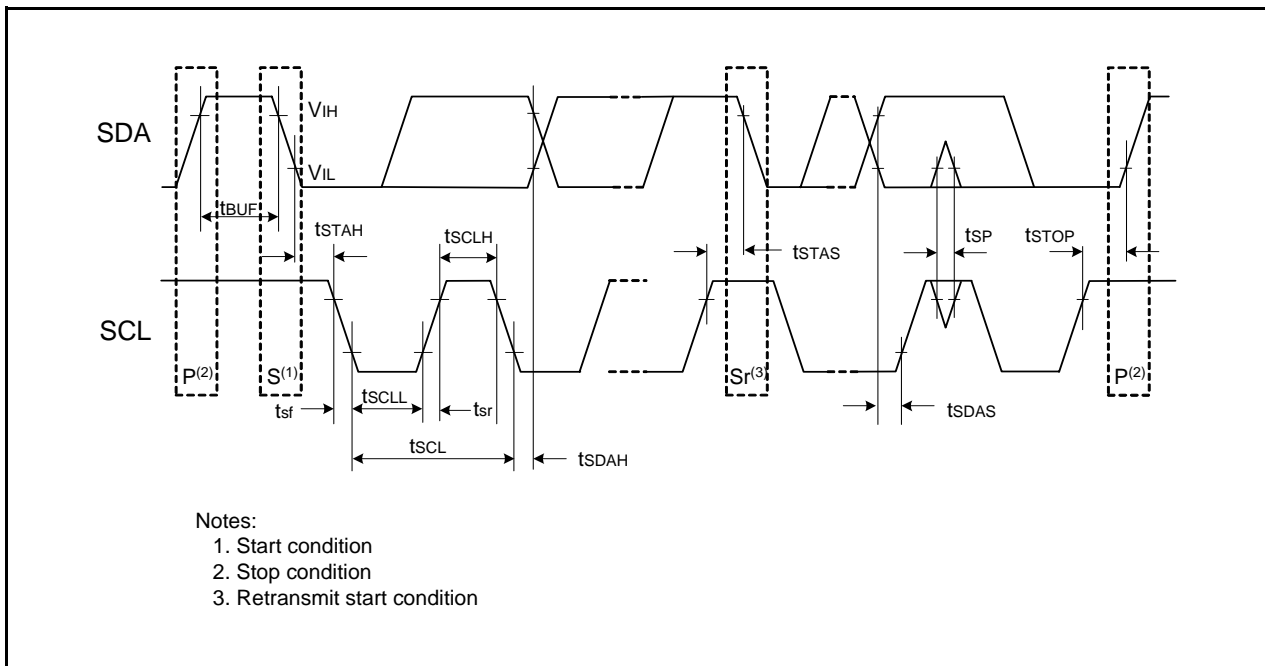 SDA
VIH
VIL
tBUF
tSTAH
tSCLH
tSTAS
tSP
tSTOP
SCL
P(2)
S(1)
Sr(3)
P(2)
tsf
tSCLL
tsr
tSCL
tSDAH
tSDAS
Notes:
1. Start condition
2. Stop condition
3. Retransmit start condition